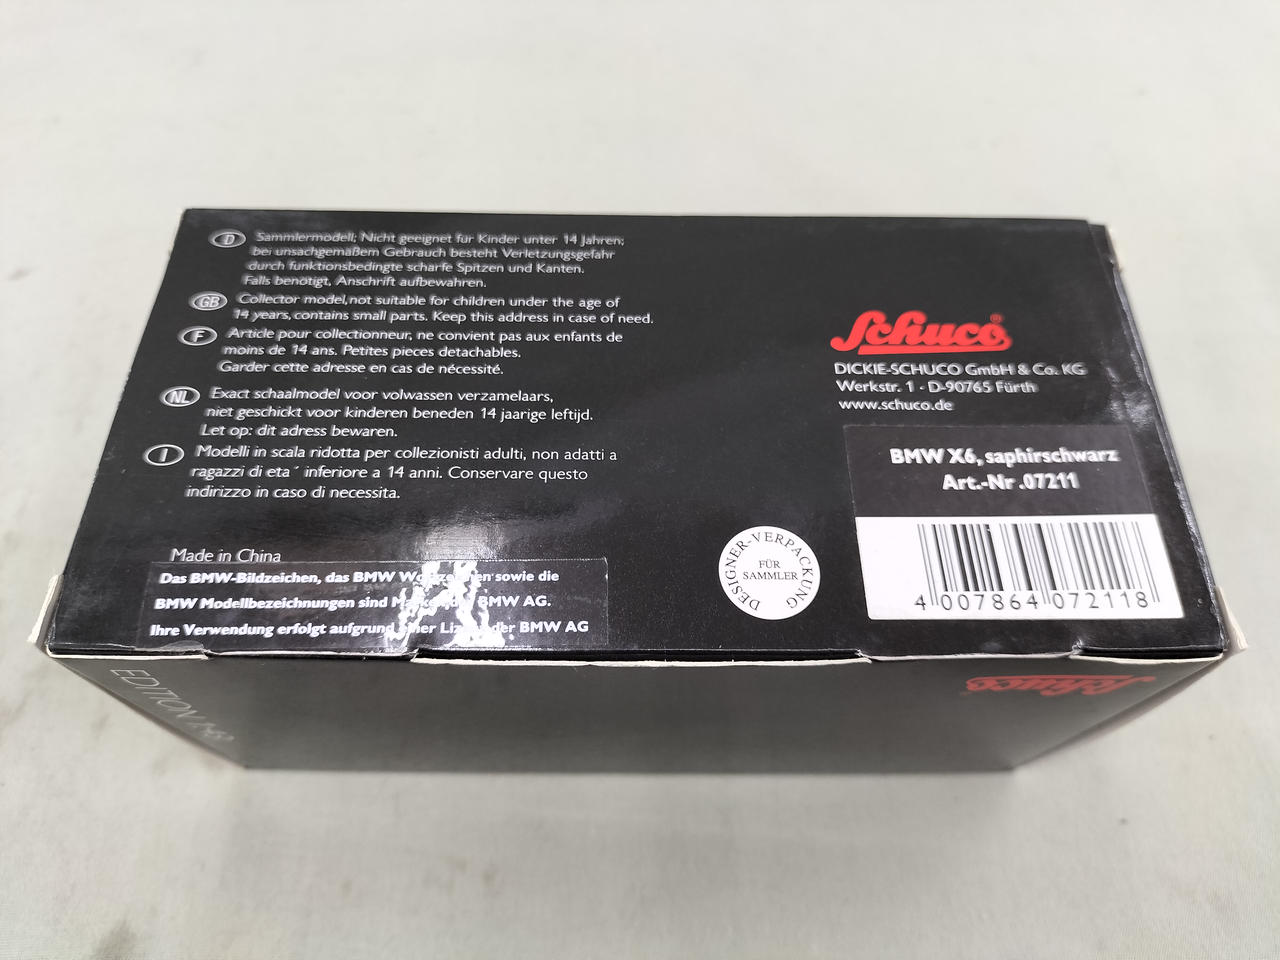 D Sammlermodell; Nicht geeignet für Kinder unter 14 Jahren;
bei unsachgemäßem Gebrauch besteht Verletzungsgefahr
durch funktionsbedingte scharfe Spitzen und Kanten.
Falls benötigt, Anschrift aufbewahren.
GB Collector model, not suitable for children under the age of
14 years, contains small parts. Keep this address in case of need.
F Article pour collectionneur, ne convient pas aux enfants de
moins de 14 ans. Petites pieces detachables.
Garder cette adresse en cas de nécessité.
NL Exact schaalmodel voor volwassen verzamelaars,
niet geschickt voor kinderen beneden 14 jaarige leftijd.
Let op: dit adress bewaren.
I Modelli in scala ridotta per collezionisti adulti, non adatti a
ragazzi di eta´ inferiore a 14 anni. Conservare questo
indirizzo in caso di necessita.
Made in China
Das BMW-Bildzeichen, das BMW sowie die
BMW Modellbezeichnungen sind BMW AG.
Ihre Verwendung erfolgt aufgrund der BMW AG
Schuco®
DICKIE-SCHUCO GmbH & Co. KG
Werkstr. 1 · D-90765 Fürth
www.schuco.de
BMW X6, saphirschwarz
Art.-Nr .07211
4 007864 072118
DESIGNER-VERPACKUNG
FÜR
SAMMLER
EDITION 1:43
Schuco